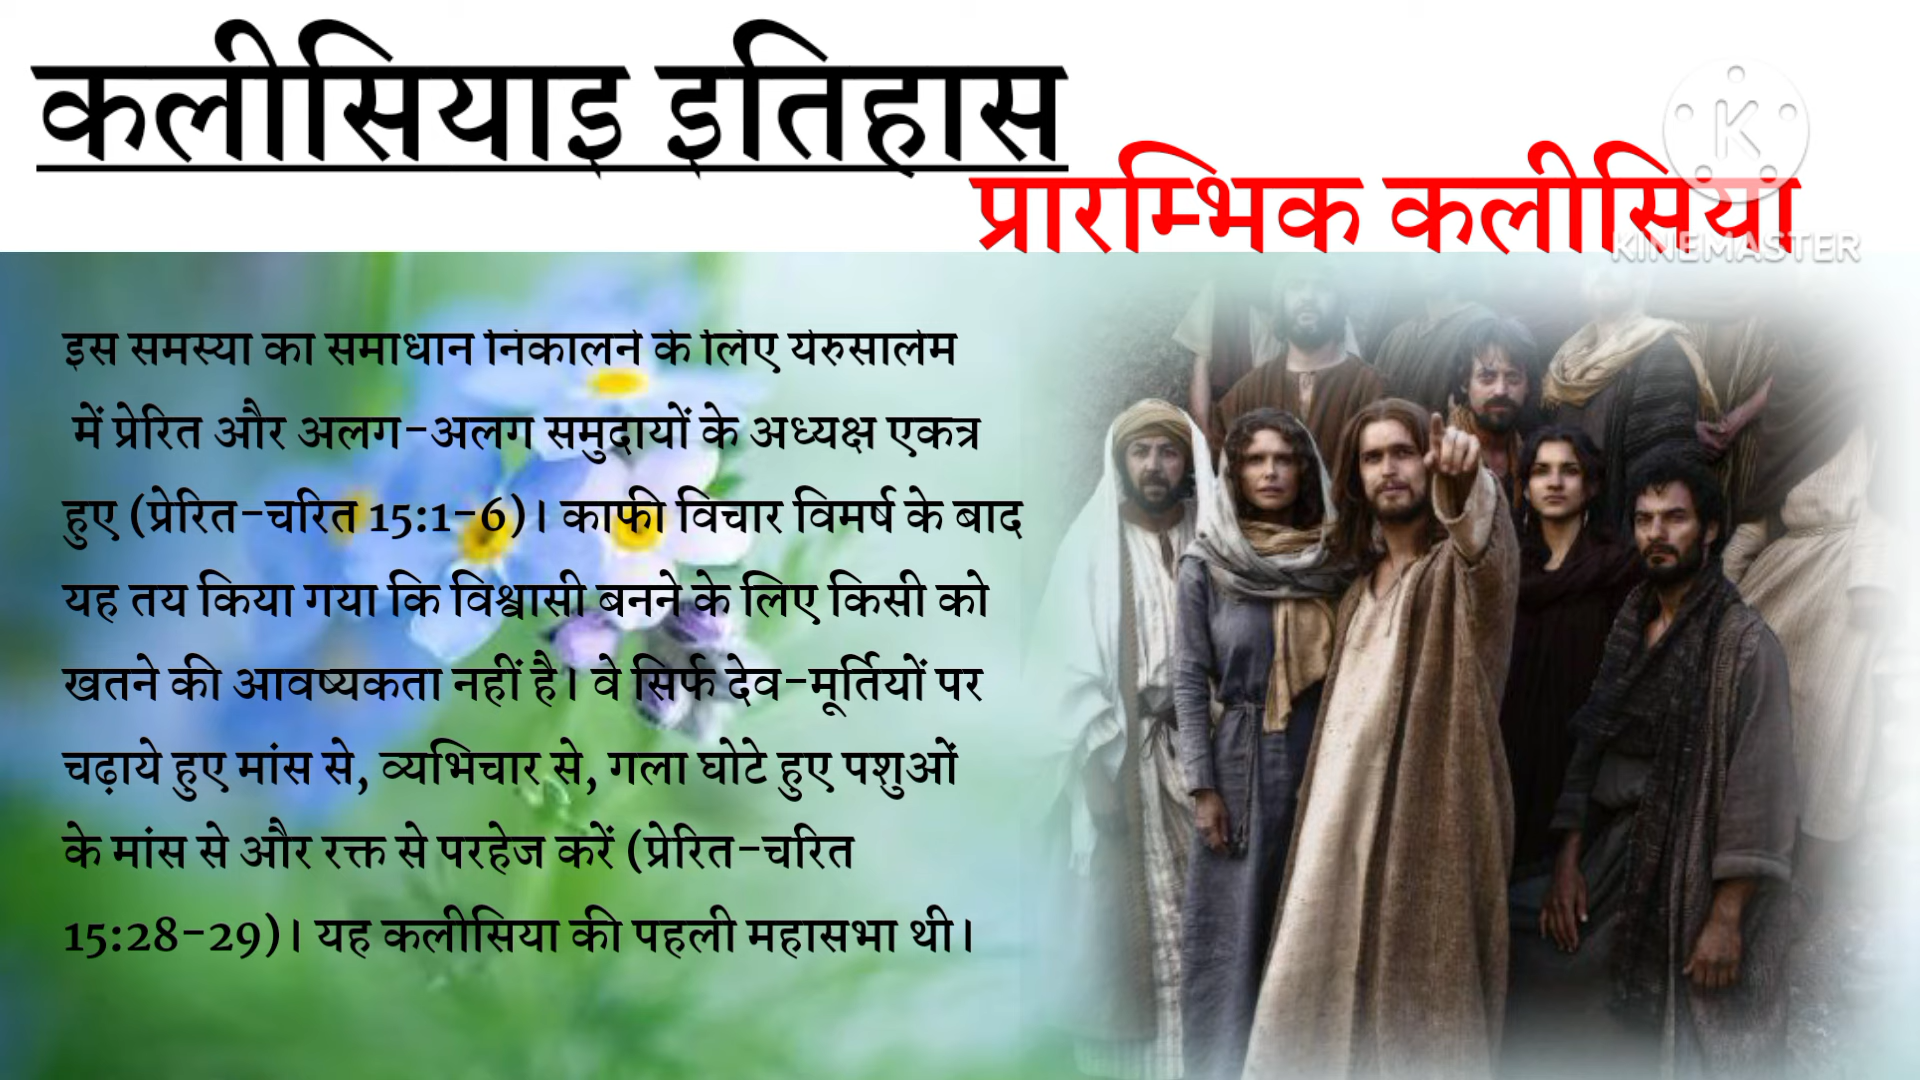 कलीसियाइ इतिहास
प्रारम्भिक कलीसिया
K
KINEMASTER
इस समस्या का समाधान निकालने के लिए येरुसालेम
में प्रेरित और अलग-अलग समुदायों के अध्यक्ष एकत्र
हुए (प्रेरित-चरित 15:1-6)। काफी विचार विमर्ष के बाद
यह तय किया गया कि विश्वासी बनने के लिए किसी को
खतने की आवष्यकता नहीं है। वे सिर्फ देव-मूर्तियों पर
चढ़ाये हुए मांस से, व्यभिचार से, गला घोटे हुए पशुओं
के मांस से और रक्त से परहेज करें (प्रेरित-चरित
15:28-29)। यह कलीसिया की पहली महासभा थी।